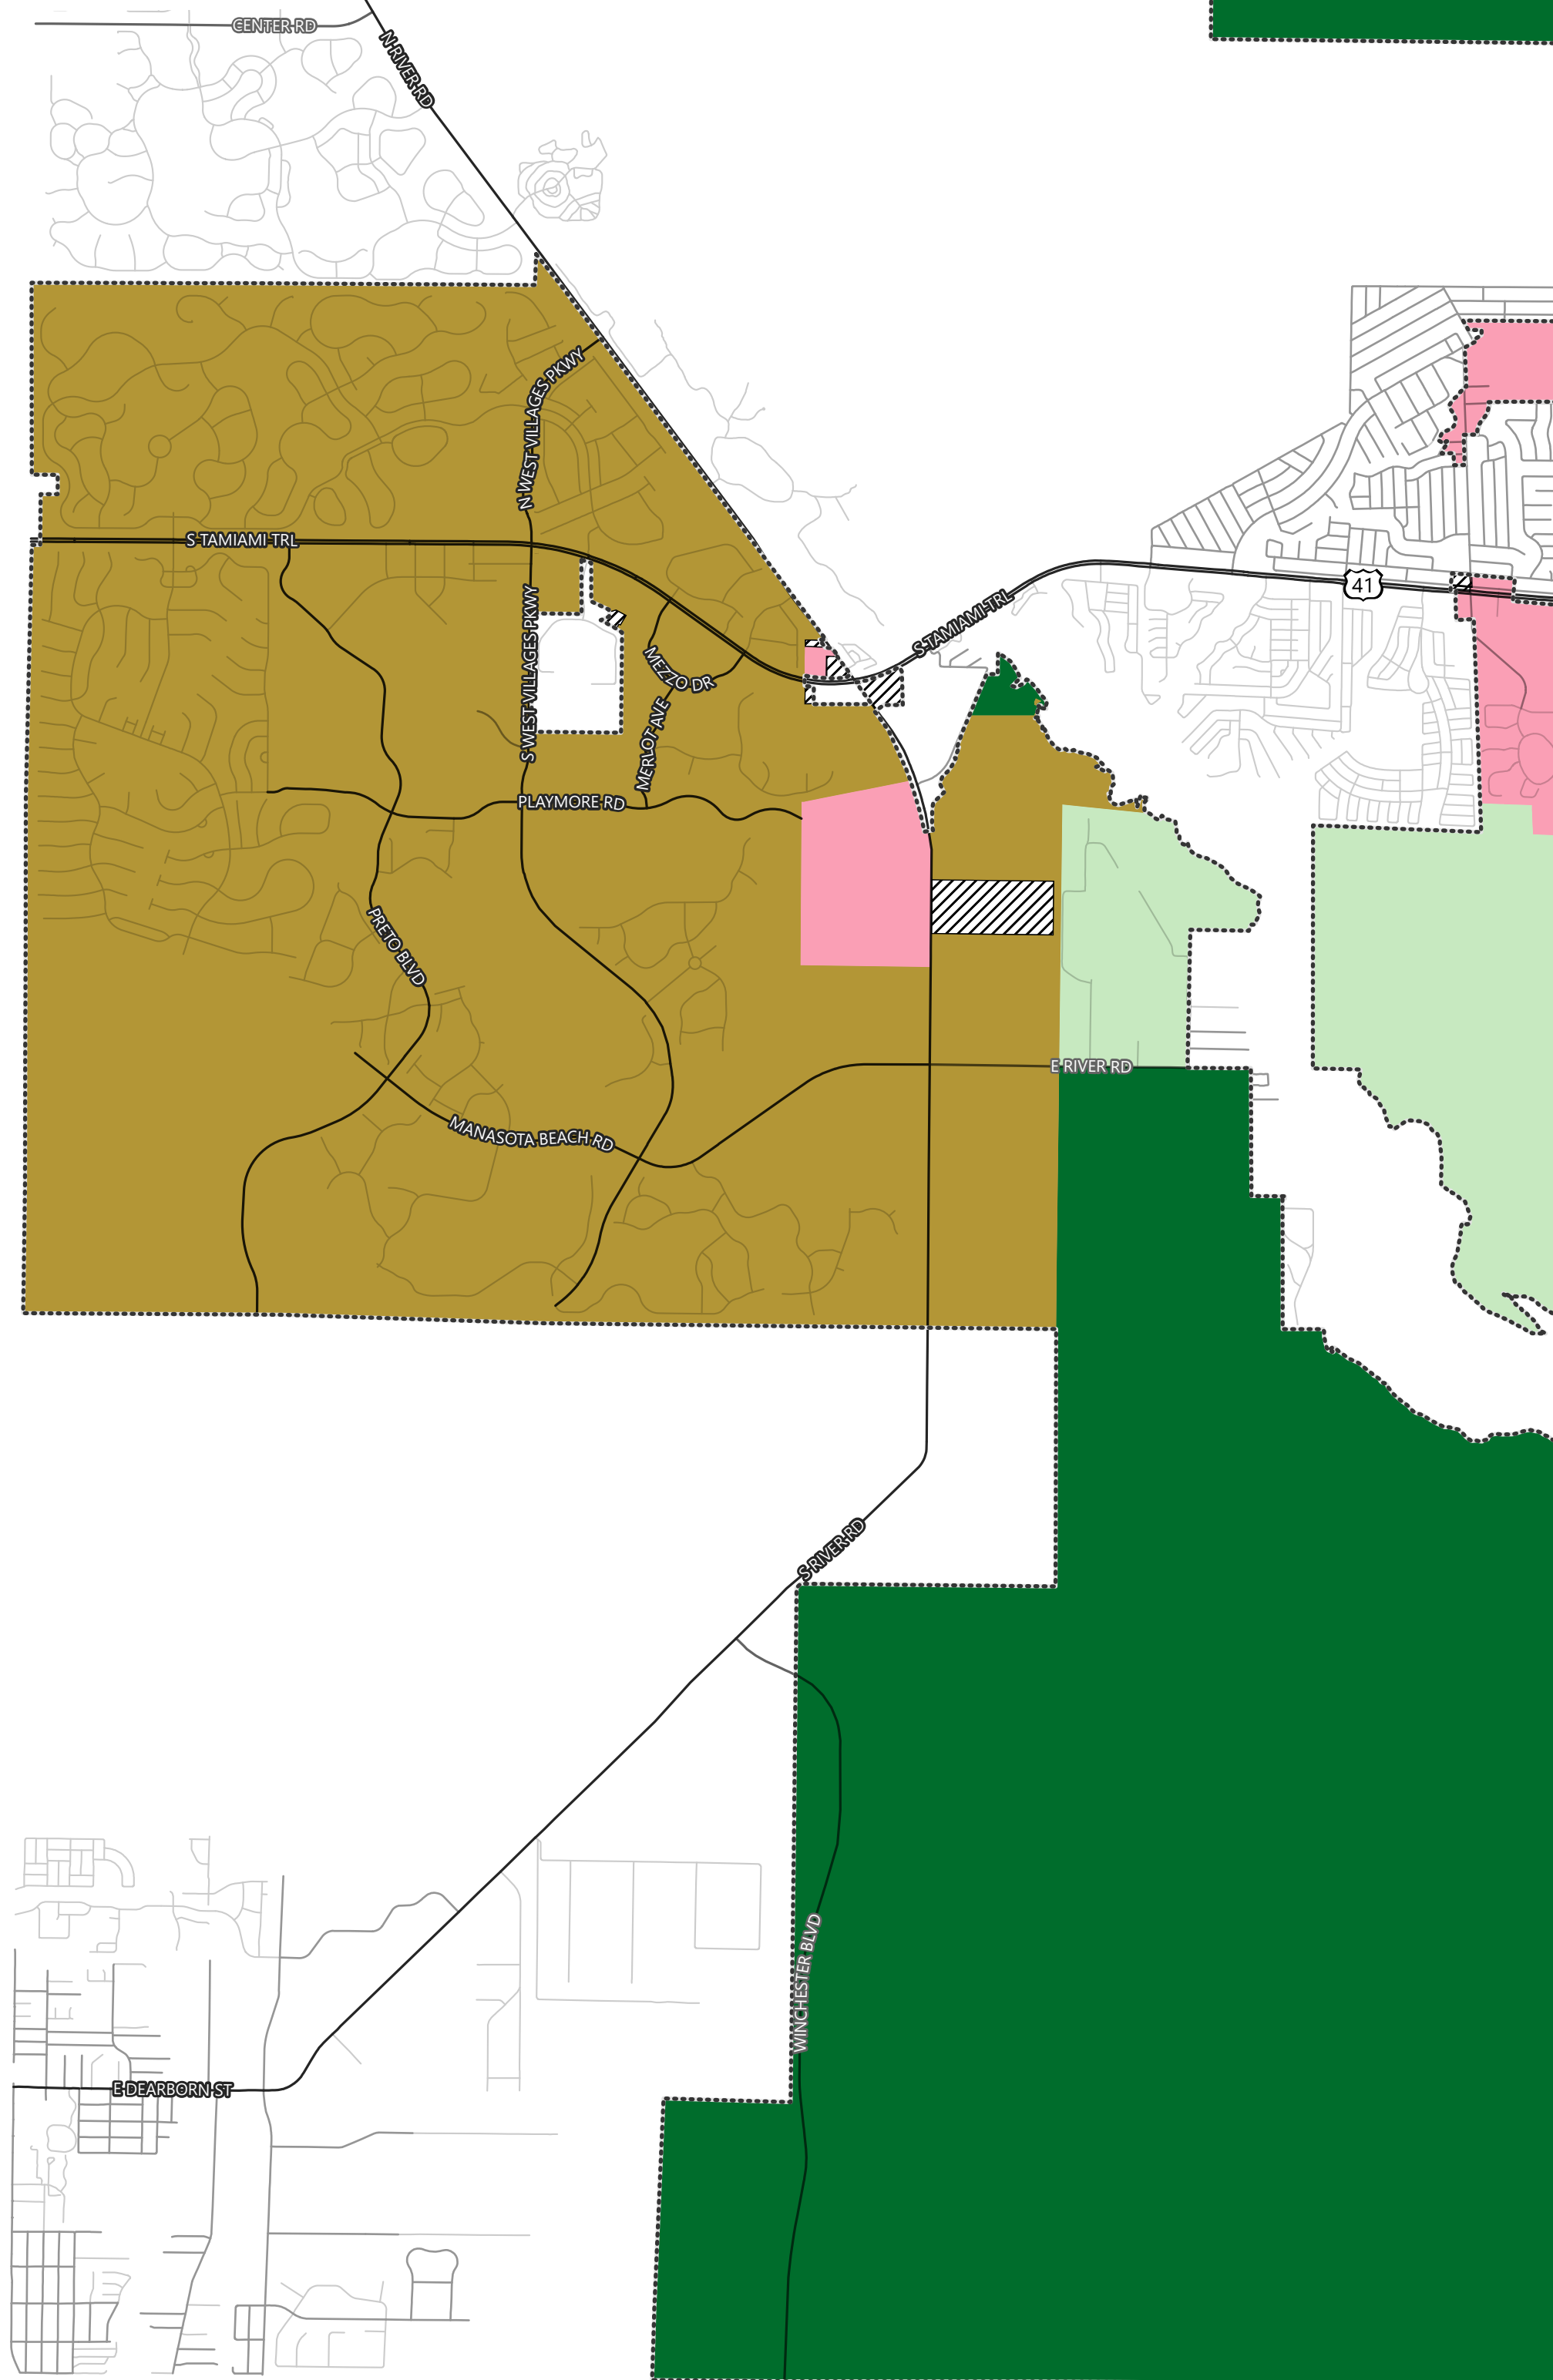 CENTER RD
N RIVER RD
N WEST VILLAGES PKWY
S TAMIAMI TRL
41
S TAMIAMI TRL
S WEST VILLAGES PKWY
MEZZO DR
MERLOT AVE
PLAYMORE RD
PRETO BLVD
E RIVER RD
MANASOTA BEACH RD
S RIVER RD
WINCHESTER BLVD
E DEARBORN ST